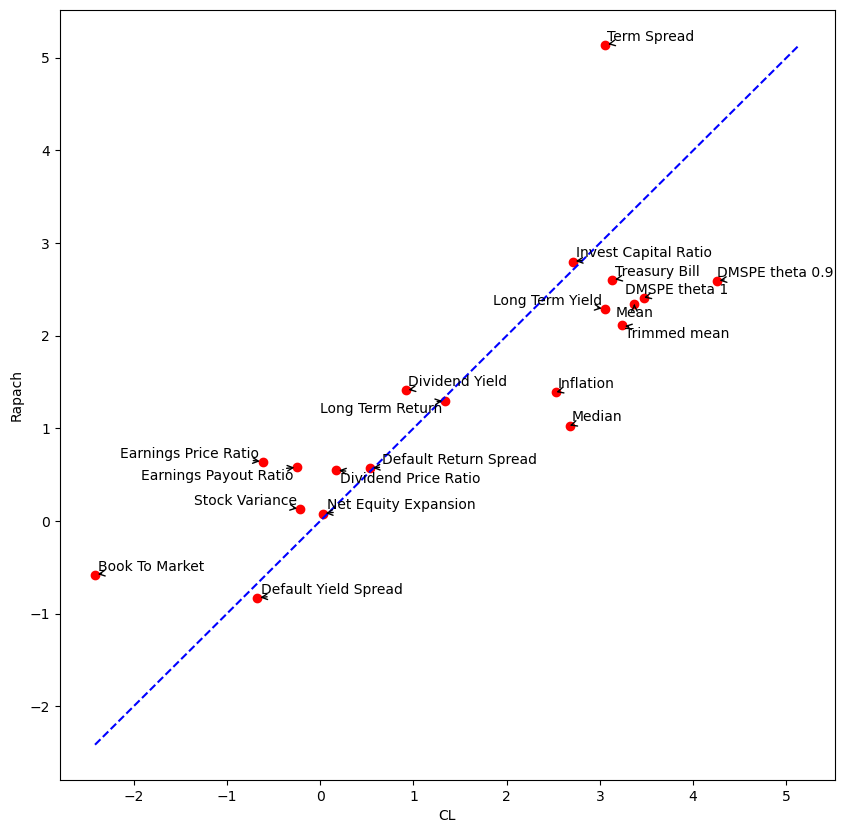 Term Spread
Invest Capital Ratio
Treasury Bill
DMSPE theta 0.9
DMSPE theta 1
Long Term Yield
Mean
Trimmed mean
Dividend Yield
Inflation
Long Term Return
Median
Earnings Price Ratio
Default Return Spread
Earnings Payout Ratio
Dividend Price Ratio
Stock Variance
Net Equity Expansion
Book To Market
Default Yield Spread
5
4
3
2
1
0
−1
−2
Rapach
−2 −1 0 1 2 3 4 5
CL